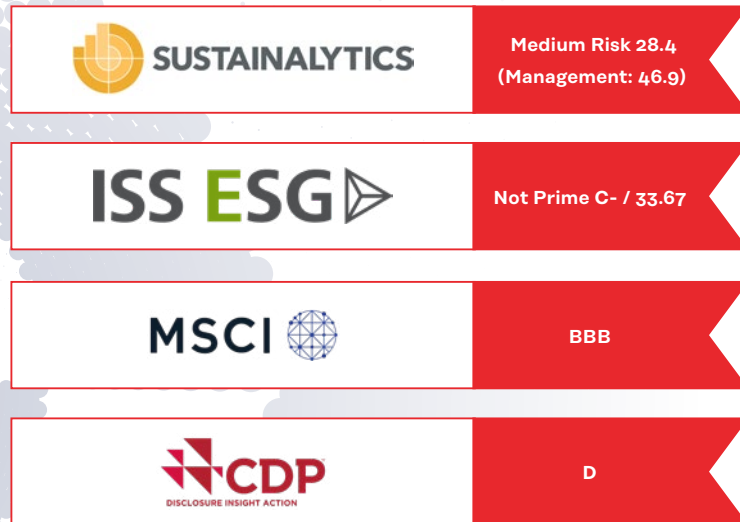 SUSTAINALYTICS
Medium Risk 28.4
(Management: 46.9)
ISS ESG
Not Prime C- / 33.67
MSCI
BBB
CDP
DISCLOSURE INSIGHT ACTION
D